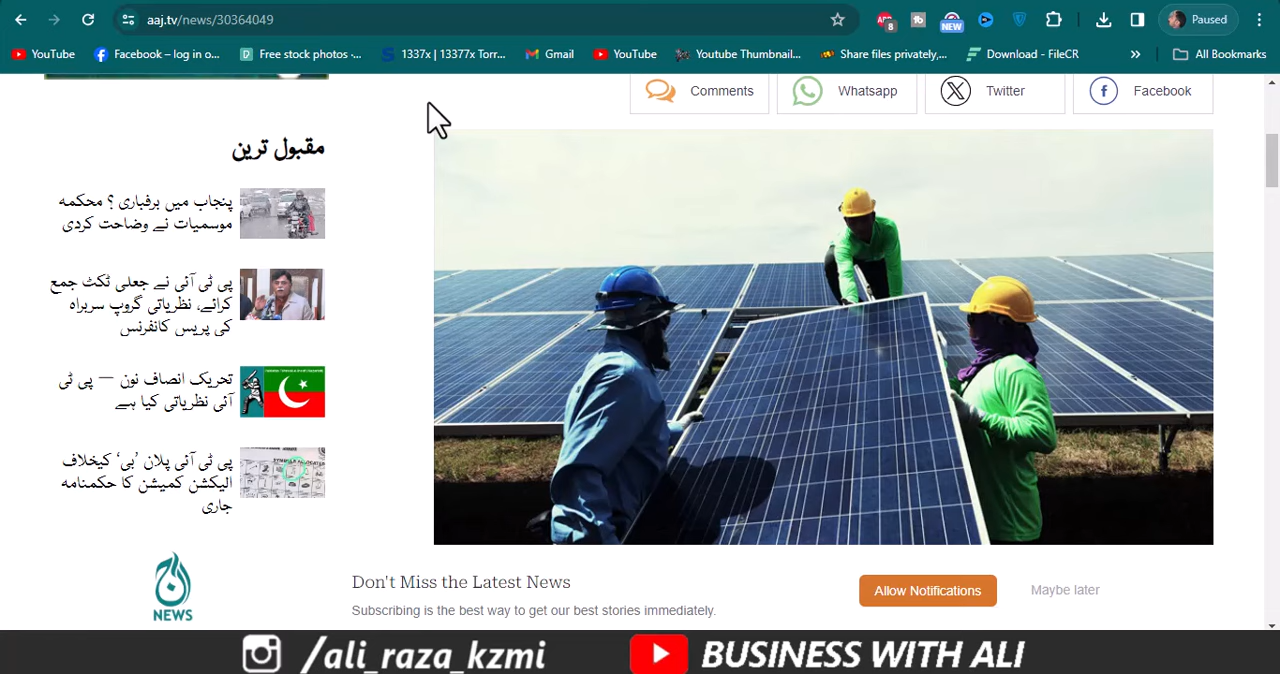 aaj.tv/news/30364049
8
NEW
Paused
YouTube
Facebook – log in o...
Free stock photos ·...
1337x | 13377x Torr...
Gmail
YouTube
Youtube Thumbnail...
Share files privately,...
Download - FileCR
»
All Bookmarks
Comments
Whatsapp
Twitter
Facebook
مقبول ترین
پنجاب میں برفباری ؟ محکمہ
موسمیات نے وضاحت کردی
پی ٹی آئی نے جعلی ٹکٹ جمع
کرائے، نظریاتی گروپ سربراہ
کی پریس کانفرنس
تحریک انصاف نون — پی ٹی
آئی نظریاتی کیا ہے
پی ٹی آئی پلان ’بی‘ کیخلاف
الیکشن کمیشن کا حکمنامہ
جاری
NEWS
Don't Miss the Latest News
Subscribing is the best way to get our best stories immediately.
Allow Notifications
Maybe later
/ali_raza_kzmi
BUSINESS WITH ALI